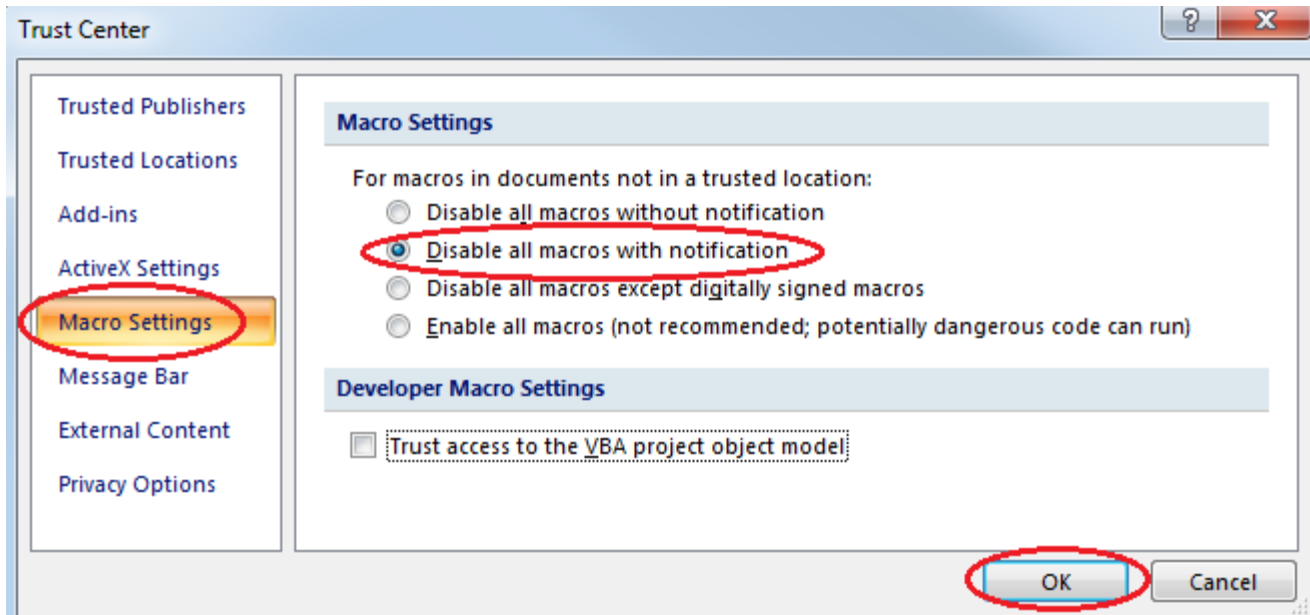 Trust Center
Trusted Publishers
Trusted Locations
Add-ins
ActiveX Settings
Macro Settings
Message Bar
External Content
Privacy Options
Macro Settings
For macros in documents not in a trusted location:
Disable all macros without notification
Disable all macros with notification
Disable all macros except digitally signed macros
Enable all macros (not recommended; potentially dangerous code can run)
Developer Macro Settings
Trust access to the VBA project object model
OK
Cancel